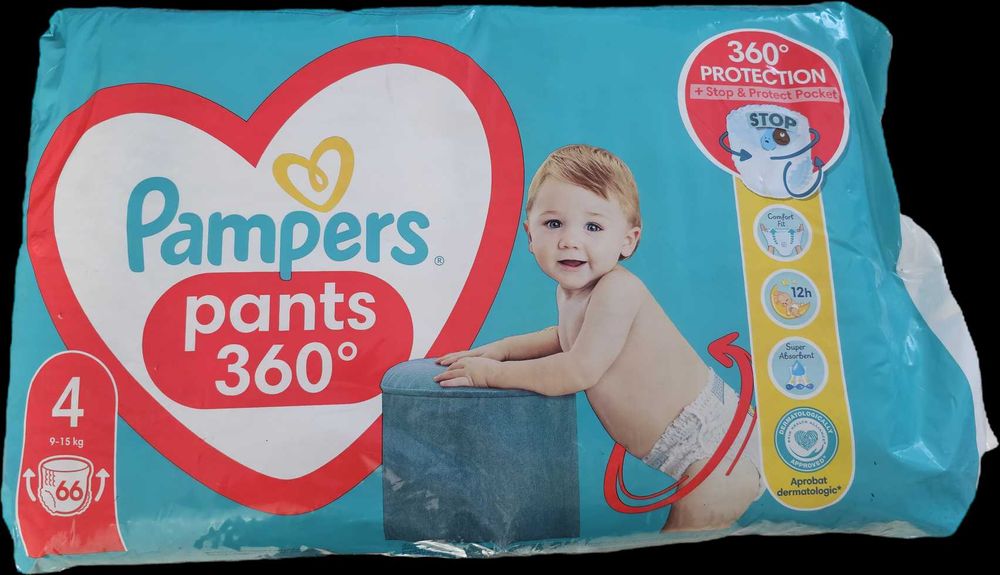 Pampers®
pants
360°
4
9-15 kg
66
360°
PROTECTION
+ Stop & Protect Pocket
STOP
Comfort
Fit
12h
Super
Absorbent
DERMATOLOGICALLY
APPROVED
Aprobat
dermatologic*